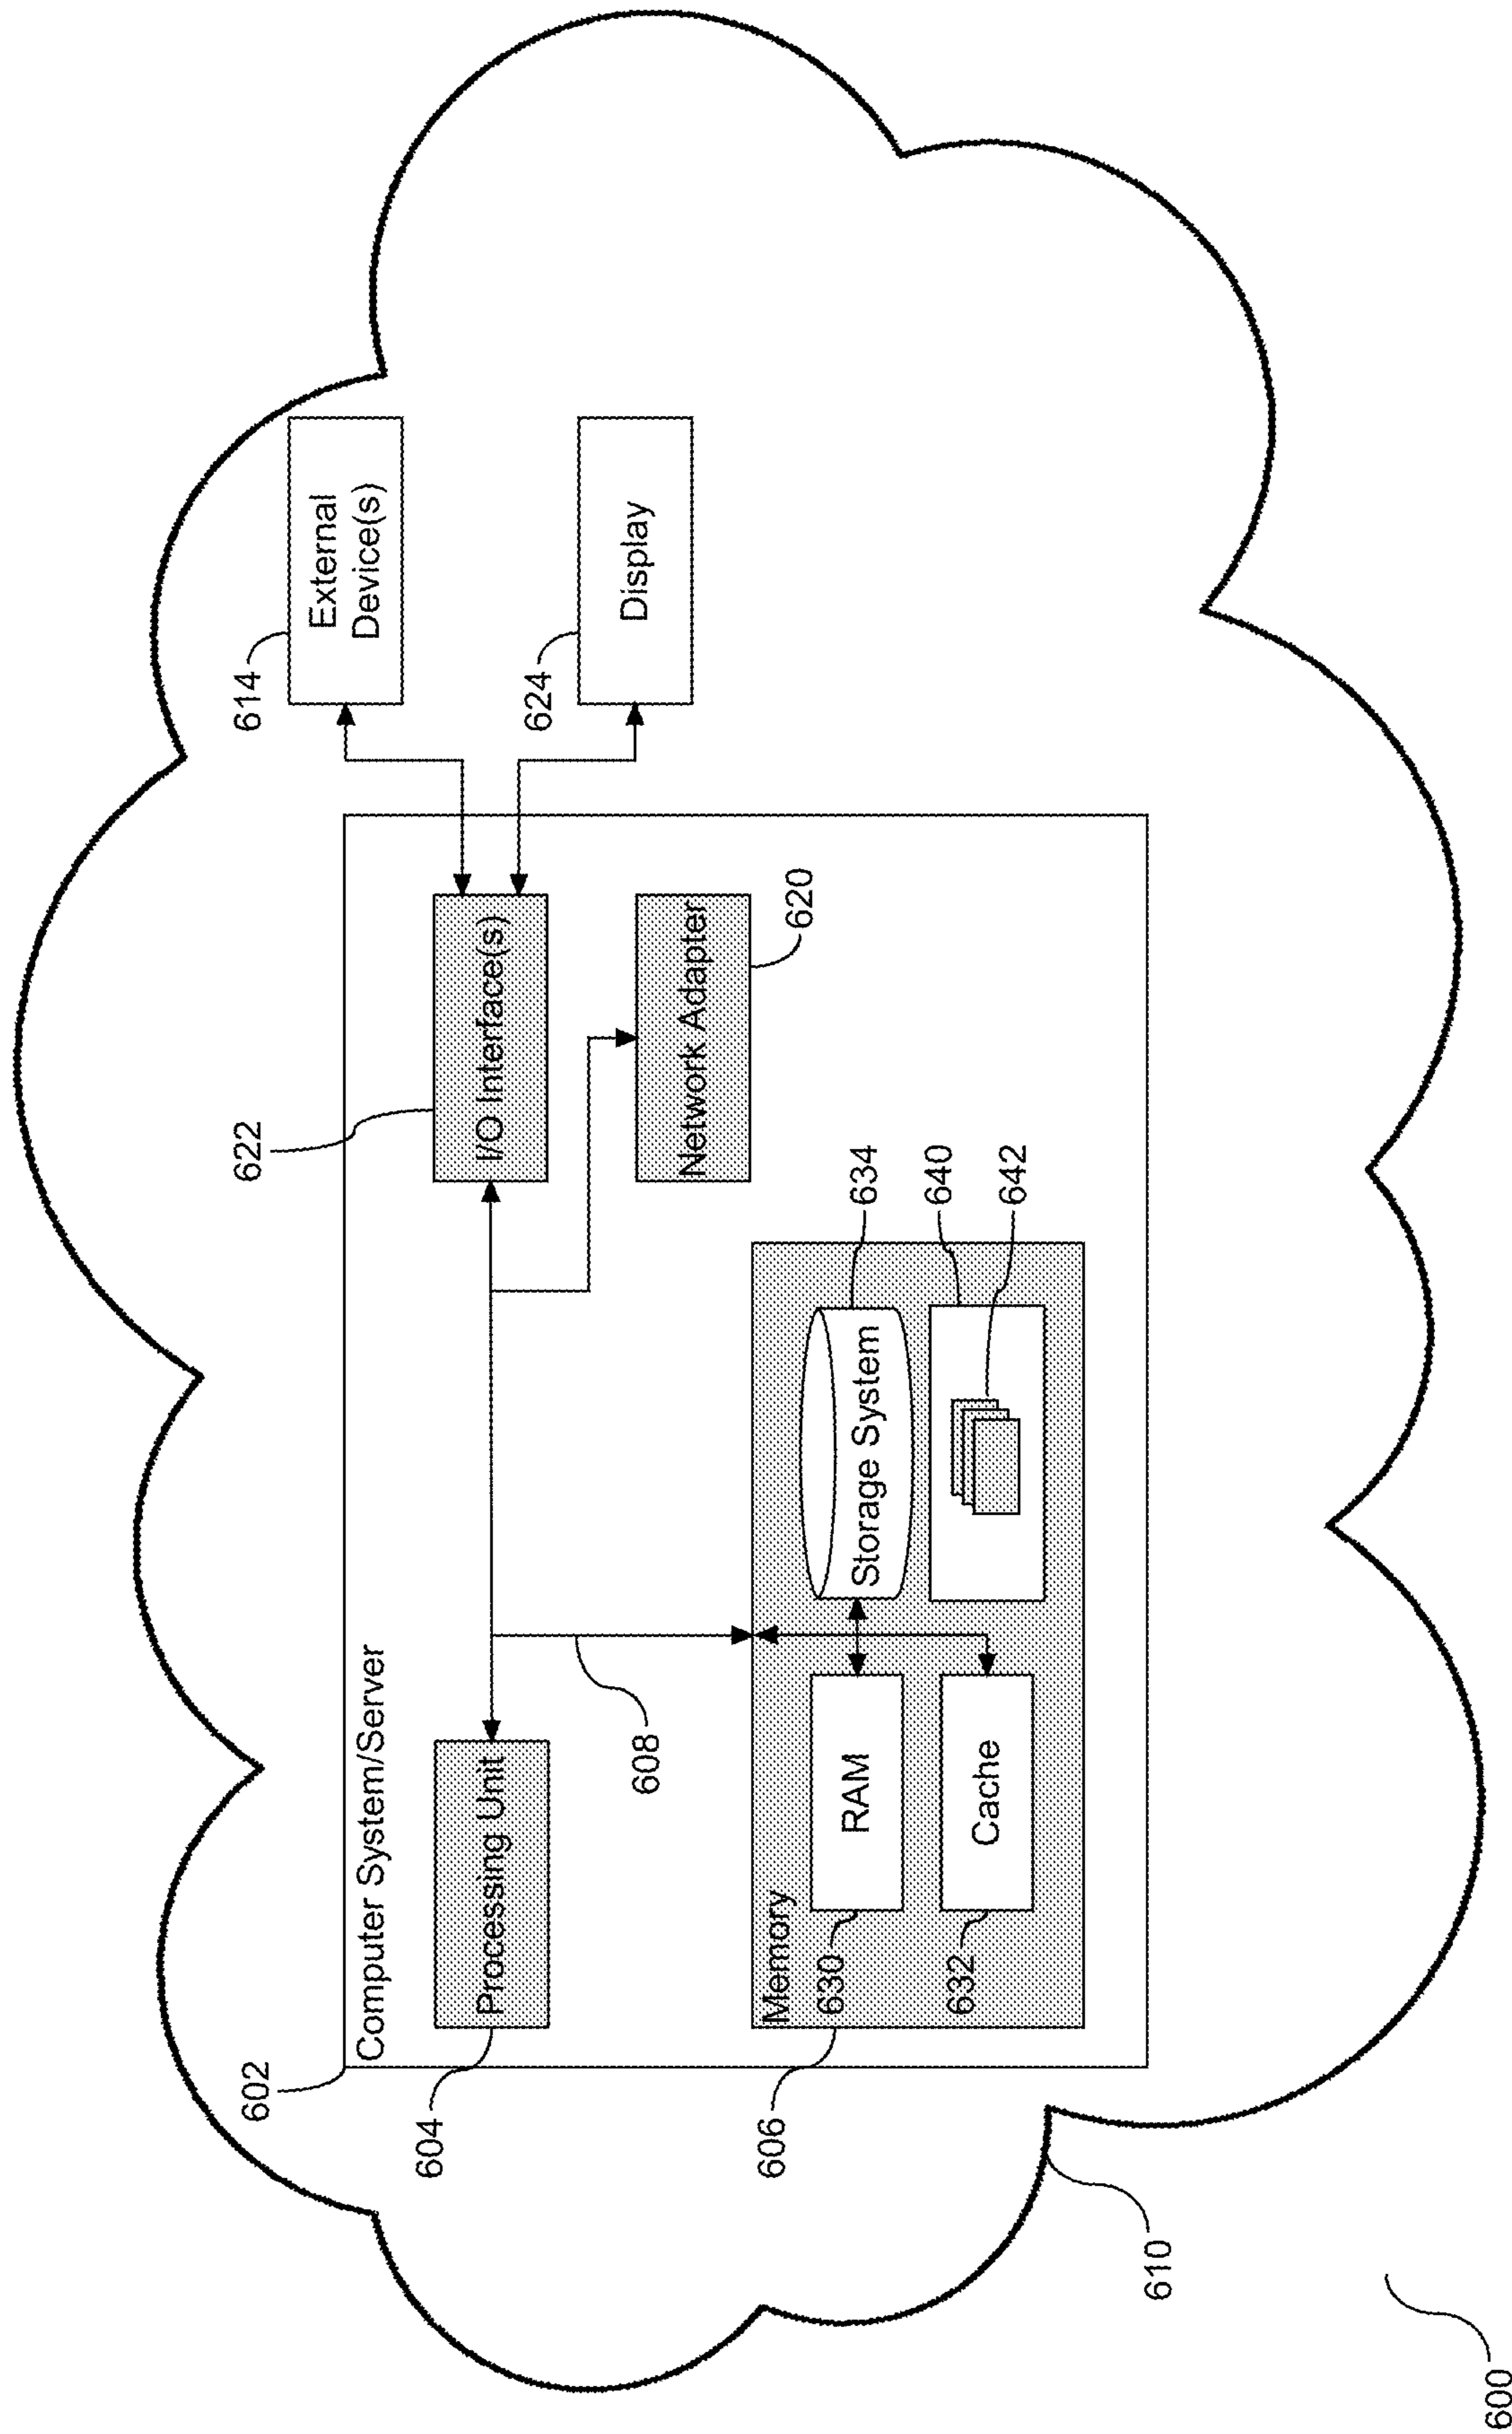 602
Computer System/Server
604
Processing Unit
622
I/O Interface(s)
614
External
Device(s)
608
624
Display
Network Adapter
620
606
Memory
630
RAM
Storage System
634
632
Cache
640
642
610
600